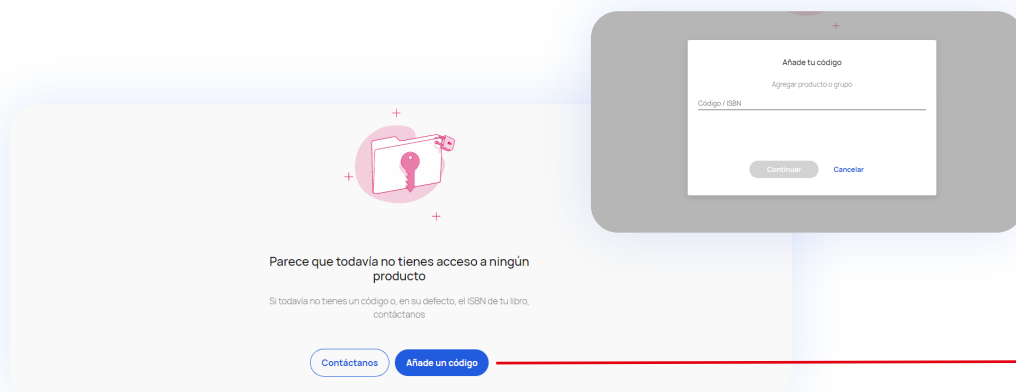 Añade tu código
Agregar producto o grupo
Código / ISBN
Continuar
Cancelar
Parece que todavía no tienes acceso a ningún
producto
Si todavía no tienes un código o, en su defecto, el ISBN de tu libro,
contáctanos
Contáctanos
Añade un código